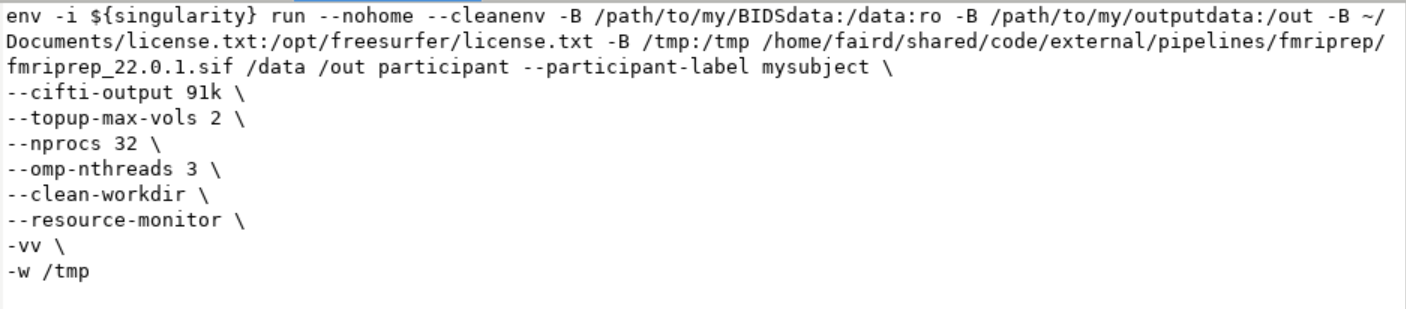 env -i ${singularity} run --nohome --cleanenv -B /path/to/my/BIDSdata:/data:ro -B /path/to/my/outputdata:/out -B ~/
Documents/license.txt:/opt/freesurfer/license.txt -B /tmp:/tmp /home/faird/shared/code/external/pipelines/fmriprep/
fmriprep_22.0.1.sif /data /out participant --participant-label mysubject \
--cifti-output 91k \
--topup-max-vols 2 \
--nprocs 32 \
--omp-nthreads 3 \
--clean-workdir \
--resource-monitor \
-vv \
-w /tmp